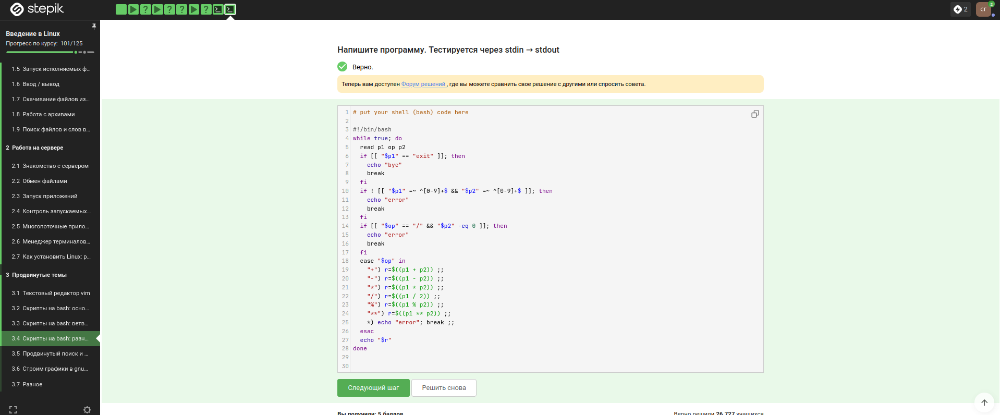 stepik
2
СГ
2
Введение в Linux
Прогресс по курсу: 101/125
1.5 Запуск исполняемых ф...
1.6 Ввод / вывод
1.7 Скачивание файлов из...
1.8 Работа с архивами
1.9 Поиск файлов и слов в...
2 Работа на сервере
2.1 Знакомство с сервером
2.2 Обмен файлами
2.3 Запуск приложений
2.4 Контроль запускаемых...
2.5 Многопоточные прило...
2.6 Менеджер терминалов...
2.7 Как установить Linux: р...
3 Продвинутые темы
3.1 Текстовый редактор vim
3.2 Скрипты на bash: осно...
3.3 Скрипты на bash: ветв...
3.4 Скрипты на bash: разн...
3.5 Продвинутый поиск и ...
3.6 Строим графики в gnu...
3.7 Разное
Напишите программу. Тестируется через stdin → stdout
Верно.
Теперь вам доступен Форум решений , где вы можете сравнить свое решение с другими или спросить совета.
1 # put your shell (bash) code here
2
3 #!/bin/bash
4 while true; do
5   read p1 op p2
6   if [[ "$p1" == "exit" ]]; then
7     echo "bye"
8     break
9   fi
10   if ! [[ "$p1" =~ ^[0-9]+$ && "$p2" =~ ^[0-9]+$ ]]; then
11     echo "error"
12     break
13   fi
14   if [[ "$op" == "/" && "$p2" -eq 0 ]]; then
15     echo "error"
16     break
17   fi
18   case "$op" in
19     "+") r=$((p1 + p2)) ;;
20     "-") r=$((p1 - p2)) ;;
21     "*") r=$((p1 * p2)) ;;
22     "/") r=$((p1 / 2)) ;;
23     "%") r=$((p1 % p2)) ;;
24     "**") r=$((p1 ** p2)) ;;
25     *) echo "error"; break ;;
26   esac
27   echo "$r"
28 done
29
30
Следующий шаг
Решить снова
Вы получили: 5 баллов
Верно решили 26 727 учащихся